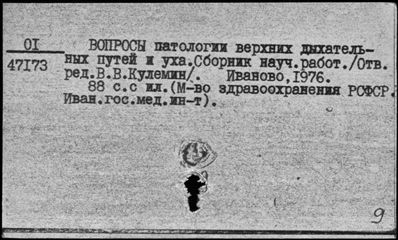 01
47173
ВОПРОСЫ патологии верхних дыхатель-
ных путей и уха.Сборник науч.работ./Отв.
ред.В.В.Кулемин/. Иваново,1976.
88 с.с ил.(М-во здравоохранения РСФСР.
Иван.гос.мед.ин-т).
9